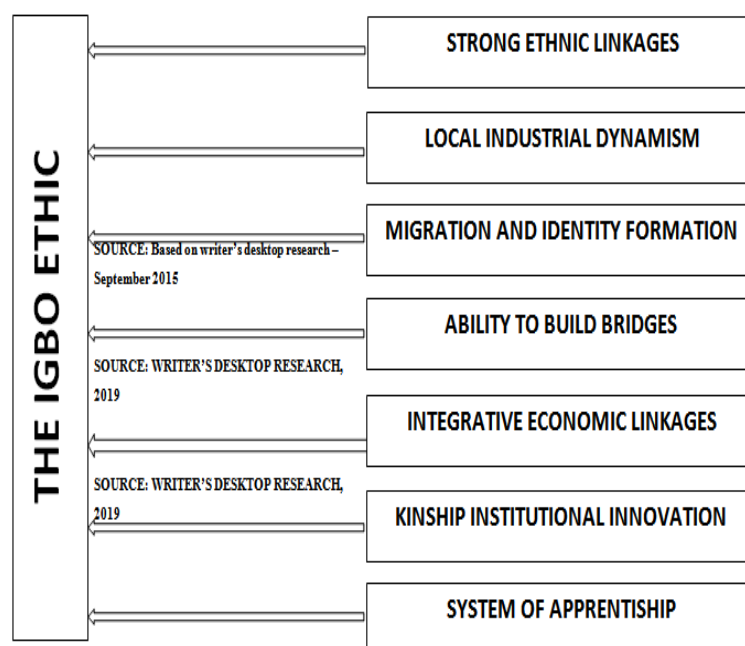 THE IGBO ETHIC
STRONG ETHNIC LINKAGES
LOCAL INDUSTRIAL DYNAMISM
MIGRATION AND IDENTITY FORMATION
SOURCE: Based on writer's desktop research –
September 2015
ABILITY TO BUILD BRIDGES
SOURCE: WRITER'S DESKTOP RESEARCH,
2019
INTEGRATIVE ECONOMIC LINKAGES
SOURCE: WRITER'S DESKTOP RESEARCH,
2019
KINSHIP INSTITUTIONAL INNOVATION
SYSTEM OF APPRENTISHIP